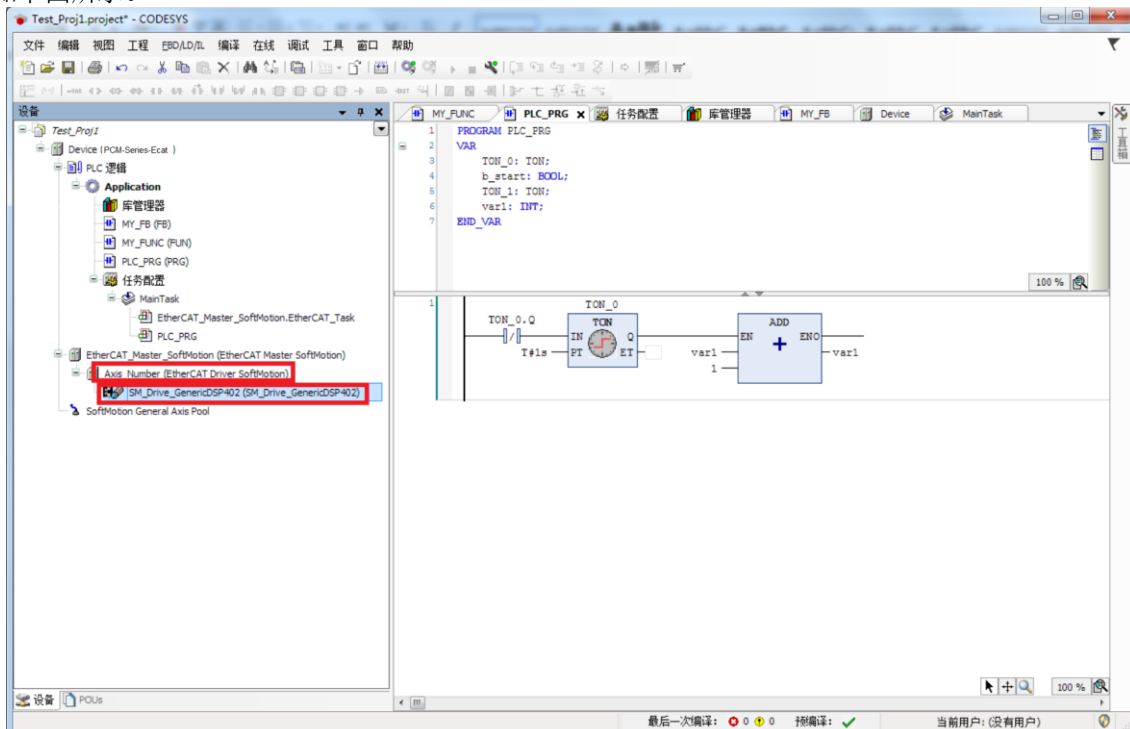 Test_Proj1.project* - CODESYS
文件 编辑 视图 工程 FBD/LD/IL 编译 在线 调试 工具 窗口 帮助
设备
Test_Proj1
Device (PCM-Series-Ecat )
PLC 逻辑
Application
库管理器
MY_FB (FB)
MY_FUNC (FUN)
PLC_PRG (PRG)
任务配置
MainTask
EtherCAT_Master_SoftMotion.EtherCAT_Task
PLC_PRG
EtherCAT_Master_SoftMotion (EtherCAT Master SoftMotion)
Axis_Number (EtherCAT Driver SoftMotion)
SM_Drive_GenericDSP402 (SM_Drive_GenericDSP402)
SoftMotion General Axis Pool
设备 POUs
MY_FUNC PLC_PRG 任务配置 库管理器 MY_FB Device MainTask
工具箱
1 PROGRAM PLC_PRG
2 VAR
3 TON_0: TON;
4 b_start: BOOL;
5 TON_1: TON;
6 var1: INT;
7 END_VAR
100 %
1
TON_0
TON_0.Q TON ADD
IN Q EN ENO
T#1s PT ET var1 var1
1
100 %
最后一次编译: 0 0 预编译: 当前用户: (没有用户)